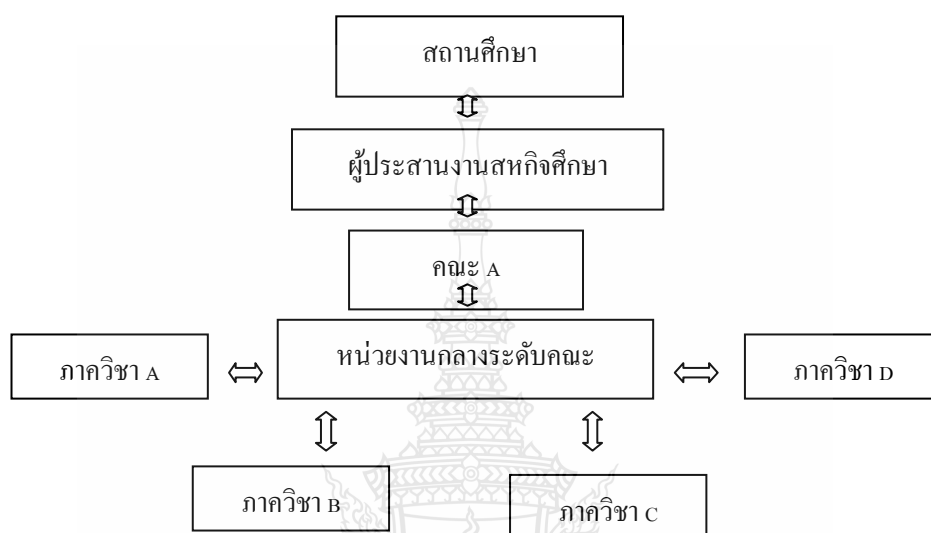 สถานศึกษา
ผู้ประสานงานสหกิจศึกษา
คณะ A
หน่วยงานกลางระดับคณะ
ภาควิชา A
ภาควิชา D
ภาควิชา B
ภาควิชา C